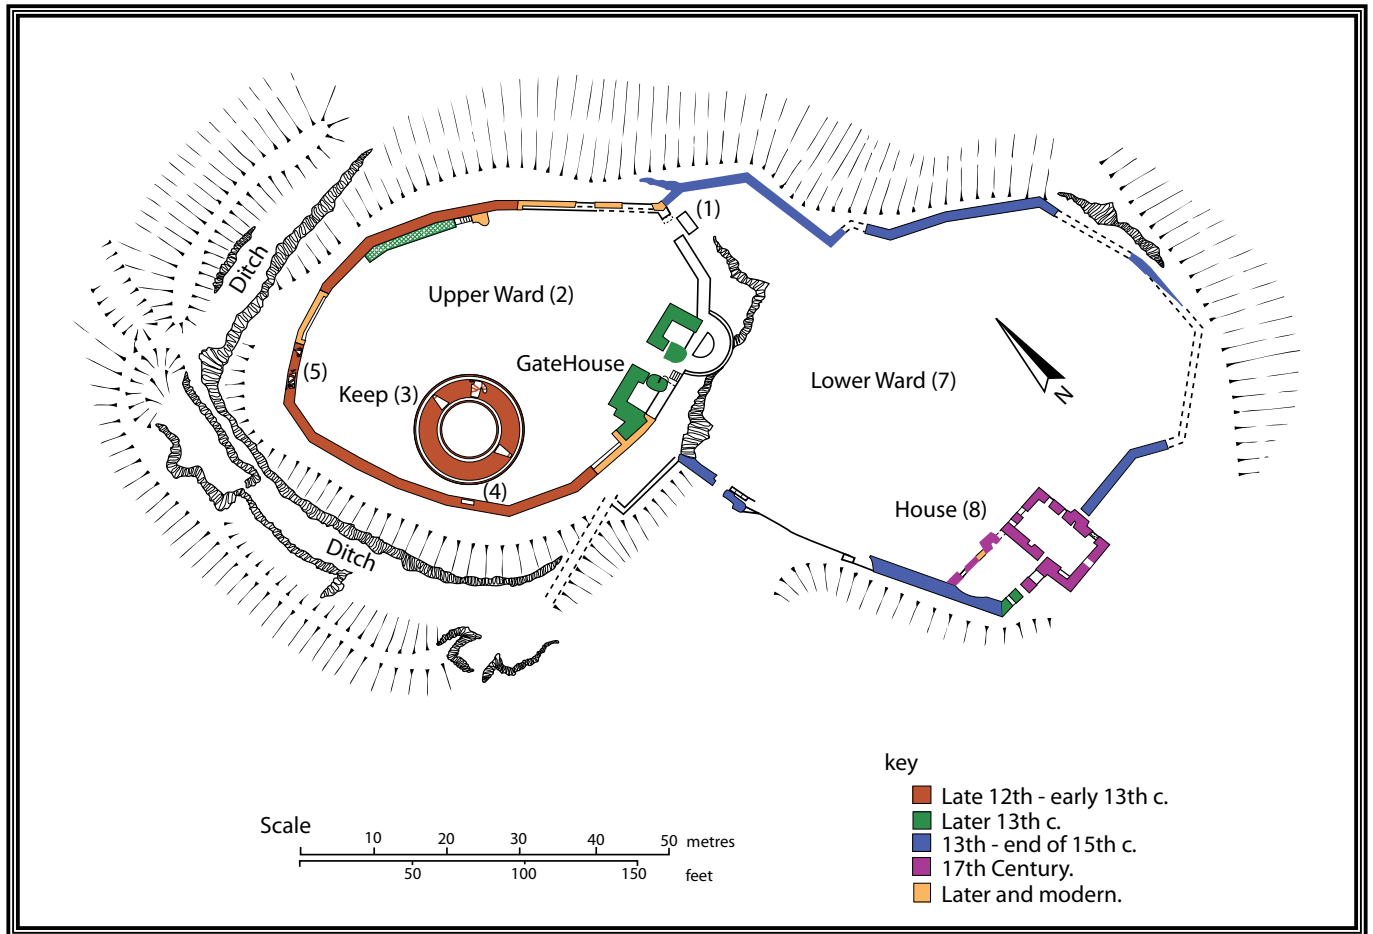 (1)
Ditch
Upper Ward (2)
GateHouse
(5)
Keep (3)
Lower Ward (7)
N
(4)
House (8)
Ditch
key
Late 12th - early 13th c.
Later 13th c.
13th - end of 15th c.
17th Century.
Later and modern.
Scale
10 20 30 40 50 metres
50 100 150 feet